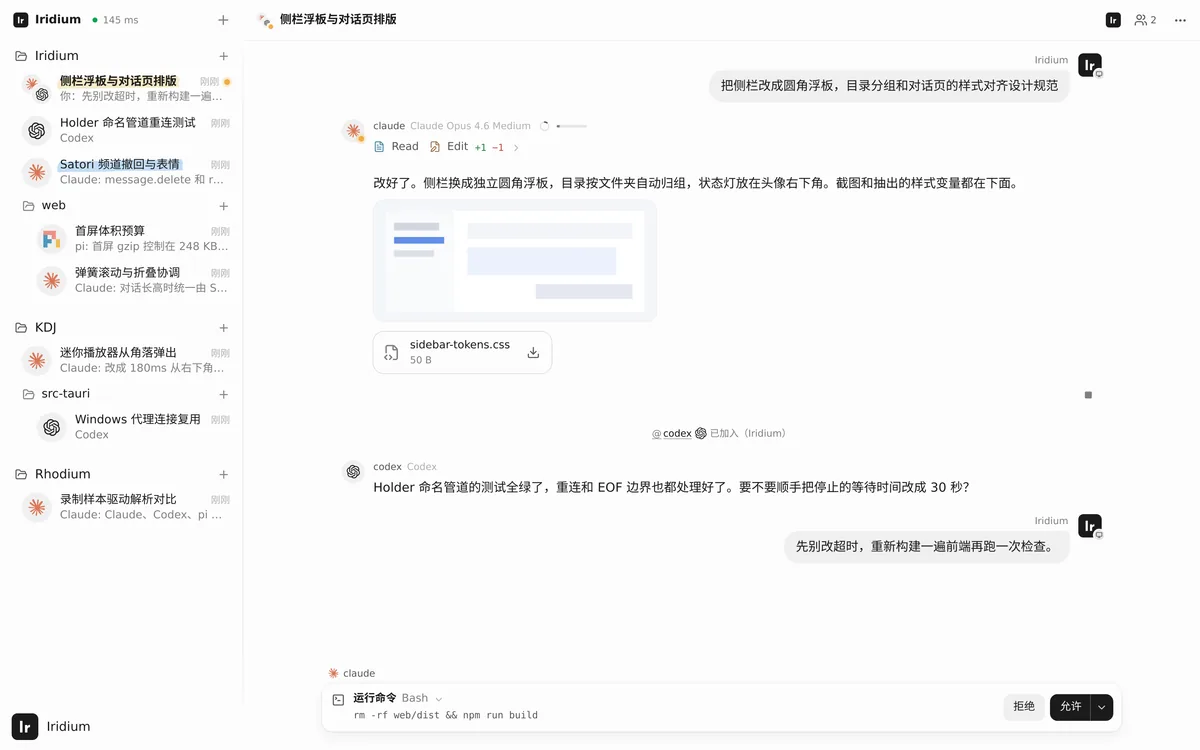 Ir Iridium 145 ms
Iridium
侧栏浮板与对话页排版 刚刚
你：先别改超时，重新构建一遍…
Holder 命名管道重连测试 刚刚
Codex
Satori 频道撤回与表情 刚刚
Claude: message.delete 和 r…
web
首屏体积预算 刚刚
pi: 首屏 gzip 控制在 248 KB…
弹簧滚动与折叠协调 刚刚
Claude: 对话长高时统一由 S…
KDJ
迷你播放器从角落弹出 刚刚
Claude: 改成 180ms 从右下角…
src-tauri
Windows 代理连接复用 刚刚
Codex
Rhodium
录制样本驱动解析对比 刚刚
Claude: Claude、Codex、pi …
Ir Iridium
侧栏浮板与对话页排版 Ir 2
Iridium
把侧栏改成圆角浮板，目录分组和对话页的样式对齐设计规范 Ir
claude Claude Opus 4.6 Medium
Read Edit +1 −1
改好了。侧栏换成独立圆角浮板，目录按文件夹自动归组，状态灯放在头像右下角。截图和抽出的样式变量都在下面。
sidebar-tokens.css
50 B
@codex 已加入（Iridium）
codex Codex
Holder 命名管道的测试全绿了，重连和 EOF 边界也都处理好了。要不要顺手把停止的等待时间改成 30 秒？
Iridium
先别改超时，重新构建一遍前端再跑一次检查。 Ir
claude
运行命令 Bash
rm -rf web/dist && npm run build
拒绝 允许